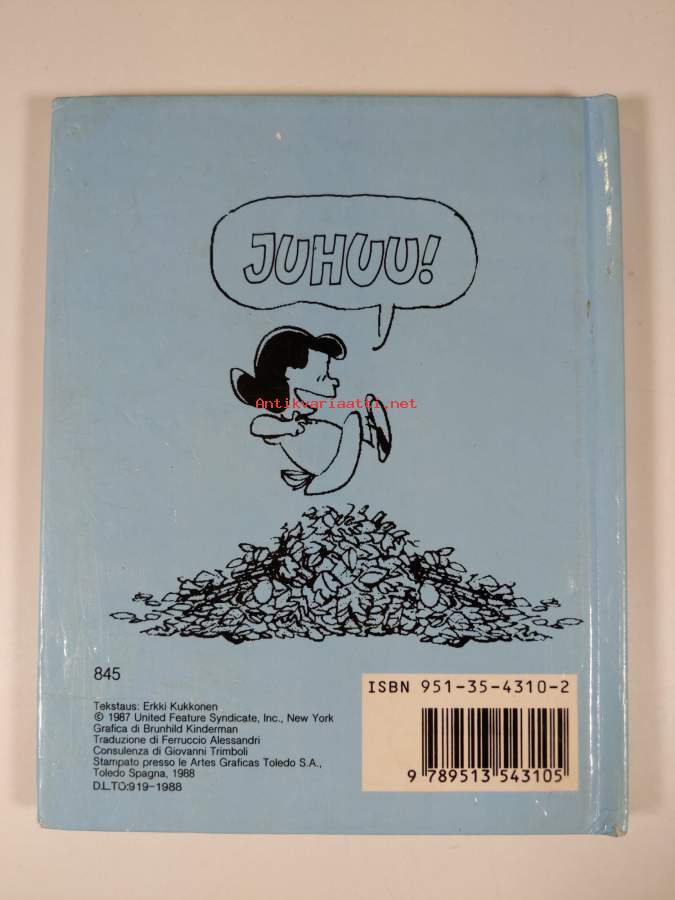 JUHUU!
Antikvariaatti.net
845
Tekstaus: Erkki Kukkonen
© 1987 United Feature Syndicate, Inc., New York
Grafica di Brunhild Kinderman
Traduzione di Ferruccio Alessandri
Consulenza di Giovanni Trimboli
Stampato presso le Artes Graficas Toledo S.A.,
Toledo Spagna, 1988
D.L.TO:919-1988
ISBN 951-35-4310-2
9 789513 543105